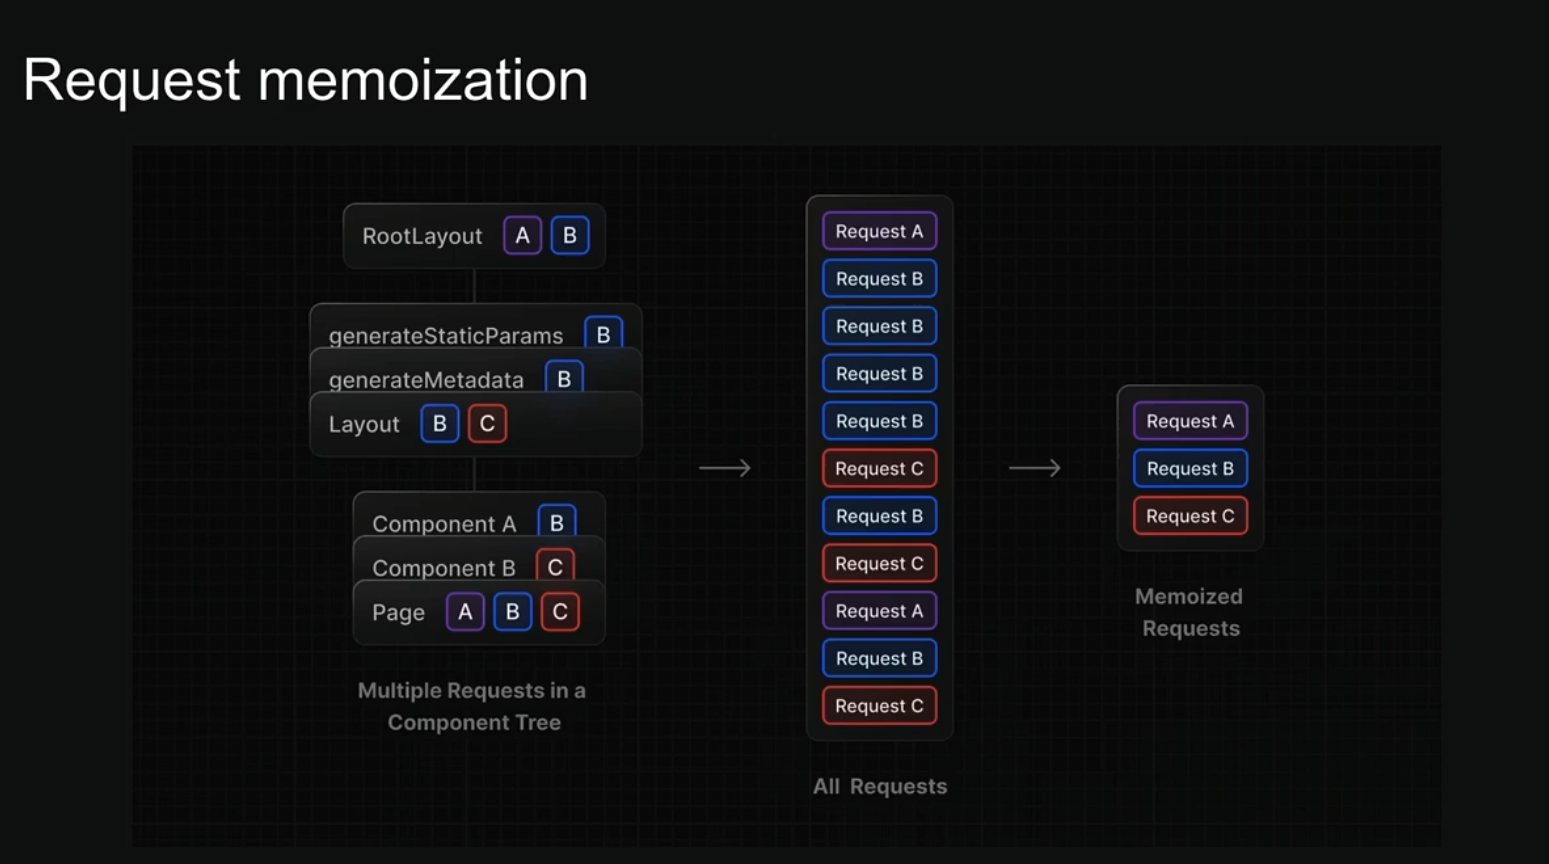 Request memoization
RootLayout A B
generateStaticParams B
generateMetadata B
Layout B C
Component A B
Component B C
Page A B C
Multiple Requests in a
Component Tree
Request A
Request B
Request B
Request B
Request B
Request C
Request B
Request C
Request A
Request B
Request C
All Requests
Request A
Request B
Request C
Memoized
Requests